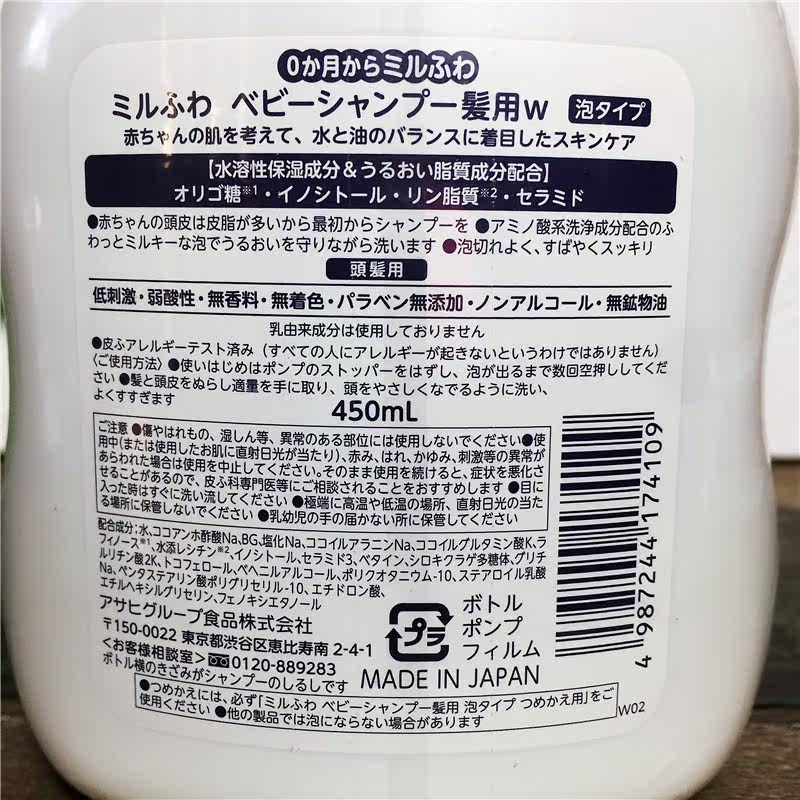 0か月からミルふわ
ミルふわ ベビーシャンプー髪用w 泡タイプ
赤ちゃんの肌を考えて、水と油のバランスに着目したスキンケア
【水溶性保湿成分&うるおい脂質成分配合】
オリゴ糖※1・イノシトール・リン脂質※2・セラミド
●赤ちゃんの頭皮は皮脂が多いから最初からシャンプーを ●アミノ酸系洗浄成分配合のふ
わっとミルキーな泡でうるおいを守りながら洗います ●泡切れよく、すばやくスッキリ
頭髪用
低刺激・弱酸性・無香料・無着色・パラベン無添加・ノンアルコール・無鉱物油
乳由来成分は使用しておりません
●皮ふアレルギーテスト済み(すべての人にアレルギーが起きないというわけではありません)
〈ご使用方法〉●使いはじめはポンプのストッパーをはずし、泡が出るまで数回空押ししてくだ
さい ●髪と頭皮をぬらし適量を手に取り、頭をやさしくなでるように洗い、
よくすすぎます
450mL
ご注意 ●傷やはれもの、湿しん等、異常のある部位には使用しないでください●使
用中(または使用したお肌に直射日光が当たり)、赤み、はれ、かゆみ、刺激等の異常が
あらわれた場合は使用を中止してください。そのまま使用を続けると、症状を悪化さ
せることがあるので、皮ふ科専門医等にご相談されることをおすすめします ●目に
入った時はすぐに洗い流してください ●極端に高温や低温の場所、直射日光の当た
る場所に保管しないでください ●乳幼児の手の届かない所に保管してください
配合成分:水、ココアンホ酢酸Na、BG、塩化Na、ココイルアラニンNa、ココイルグルタミン酸K、ラ
フィノース※1、水添レシチン※2、イノシトール、セラミド3、ベタイン、シロキクラゲ多糖体、グリチ
ルリチン酸2K、トコフェロール、ベヘニルアルコール、ポリクオタニウム-10、ステアロイル乳酸
Na、ペンタステアリン酸ポリグリセリル-10、エチドロン酸、
エチルヘキシルグリセリン、フェノキシエタノール
アサヒグループ食品株式会社
〒150-0022 東京都渋谷区恵比寿南 2-4-1
<お客様相談室> 0120-889283
ボトル横のきざみがシャンプーのしるしです
プラ
ボトル
ポンプ
フィルム
MADE IN JAPAN
●つめかえには、必ず「ミルふわ ベビーシャンプー髪用 泡タイプ つめかえ用」をご
使用ください ●他の製品では泡にならない場合があります
W02
4 987244 174109